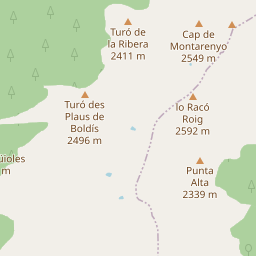 Turó de
la Ribera
2411 m
Cap de
Montarenyo
2549 m
Turó des
Plaus de
Boldís
2496 m
lo Racó
Roig
2592 m
Punta
Alta
2339 m
m